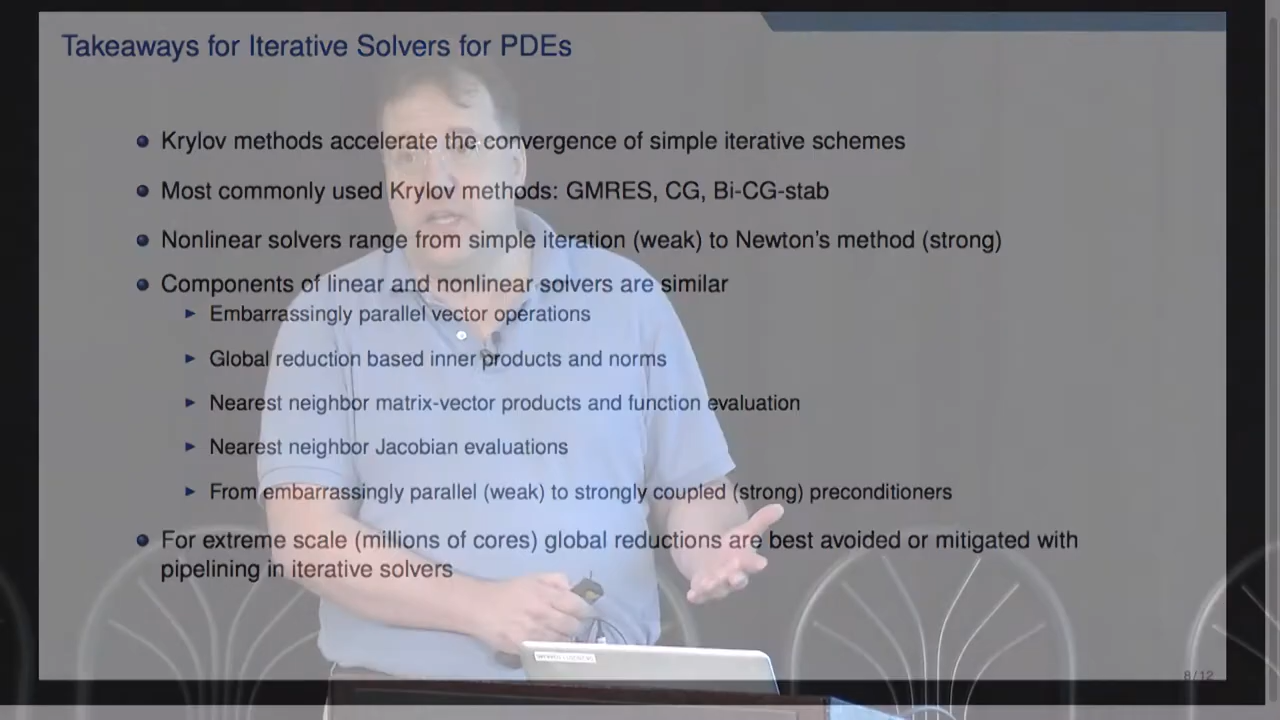 Takeaways for Iterative Solvers for PDEs
Krylov methods accelerate the convergence of simple iterative schemes
Most commonly used Krylov methods: GMRES, CG, Bi-CG-stab
Nonlinear solvers range from simple iteration (weak) to Newton's method (strong)
Components of linear and nonlinear solvers are similar
Embarrassingly parallel vector operations
Global reduction based inner products and norms
Nearest neighbor matrix-vector products and function evaluation
Nearest neighbor Jacobian evaluations
From embarrassingly parallel (weak) to strongly coupled (strong) preconditioners
For extreme scale (millions of cores) global reductions are best avoided or mitigated with
pipelining in iterative solvers
8/12